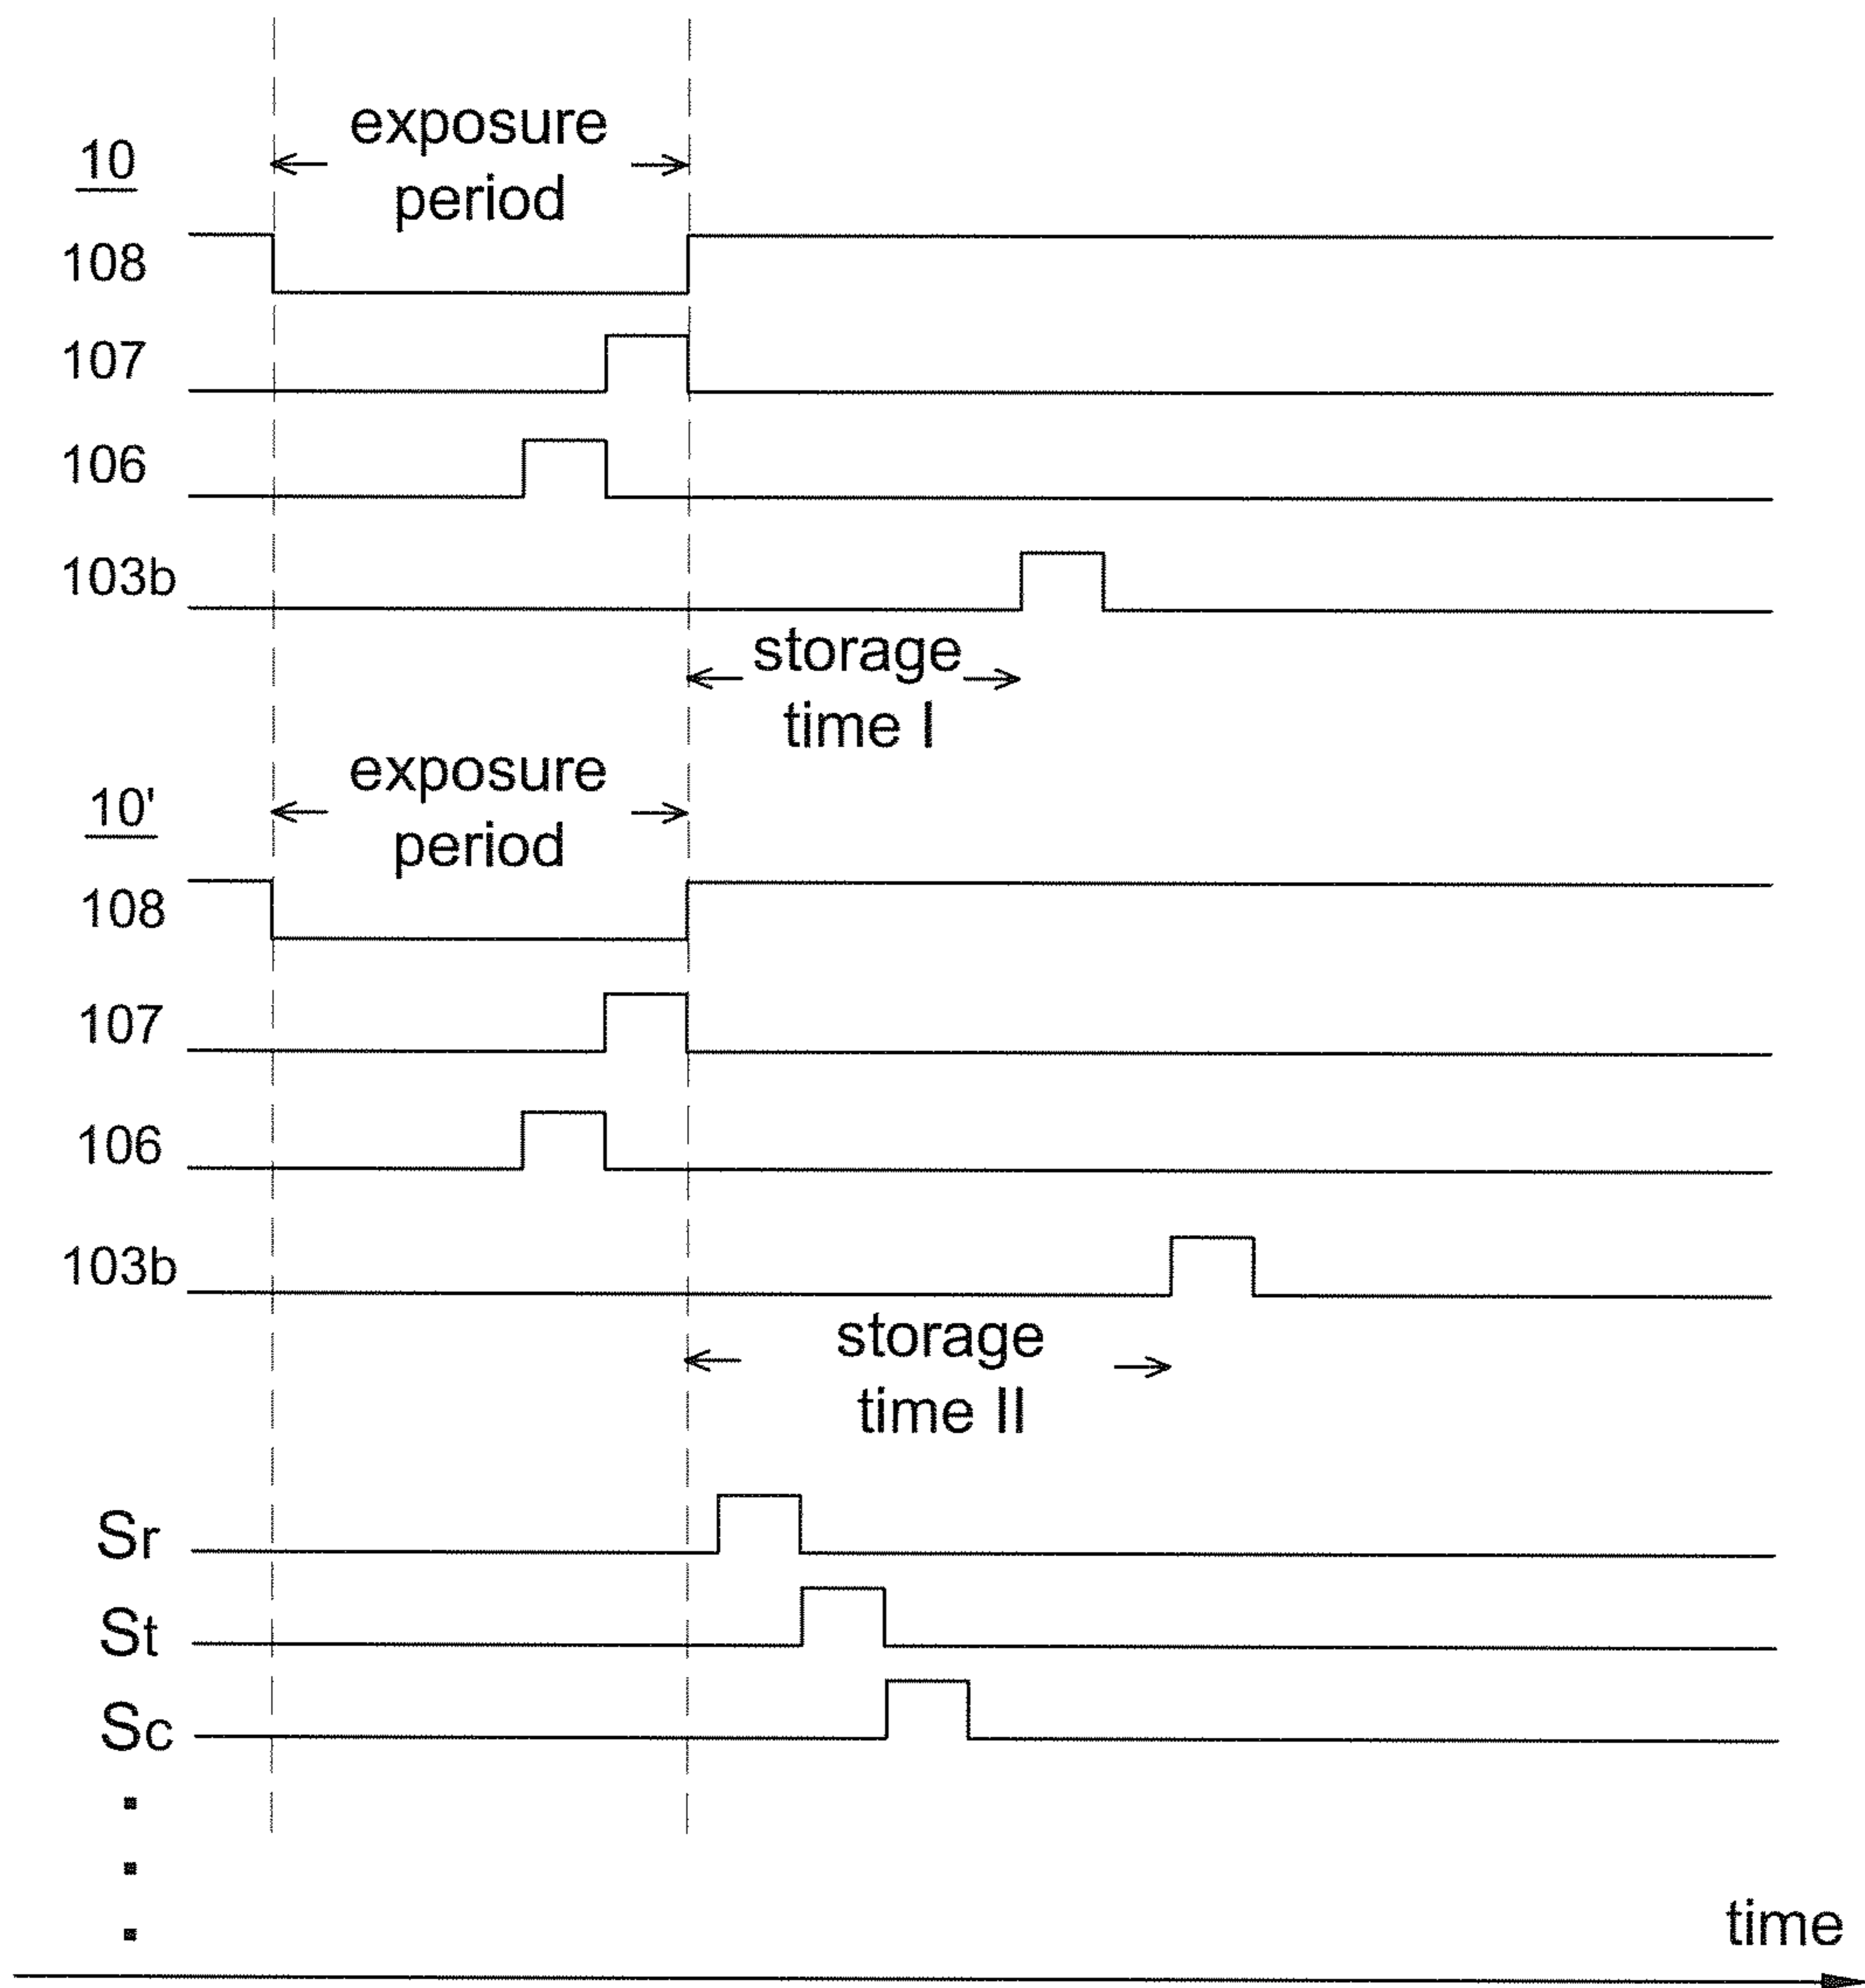 exposure
10
period
108
107
106
103b
storage
time I
exposure
10'
period
108
107
106
103b
storage
time II
Sr
St
Sc
time